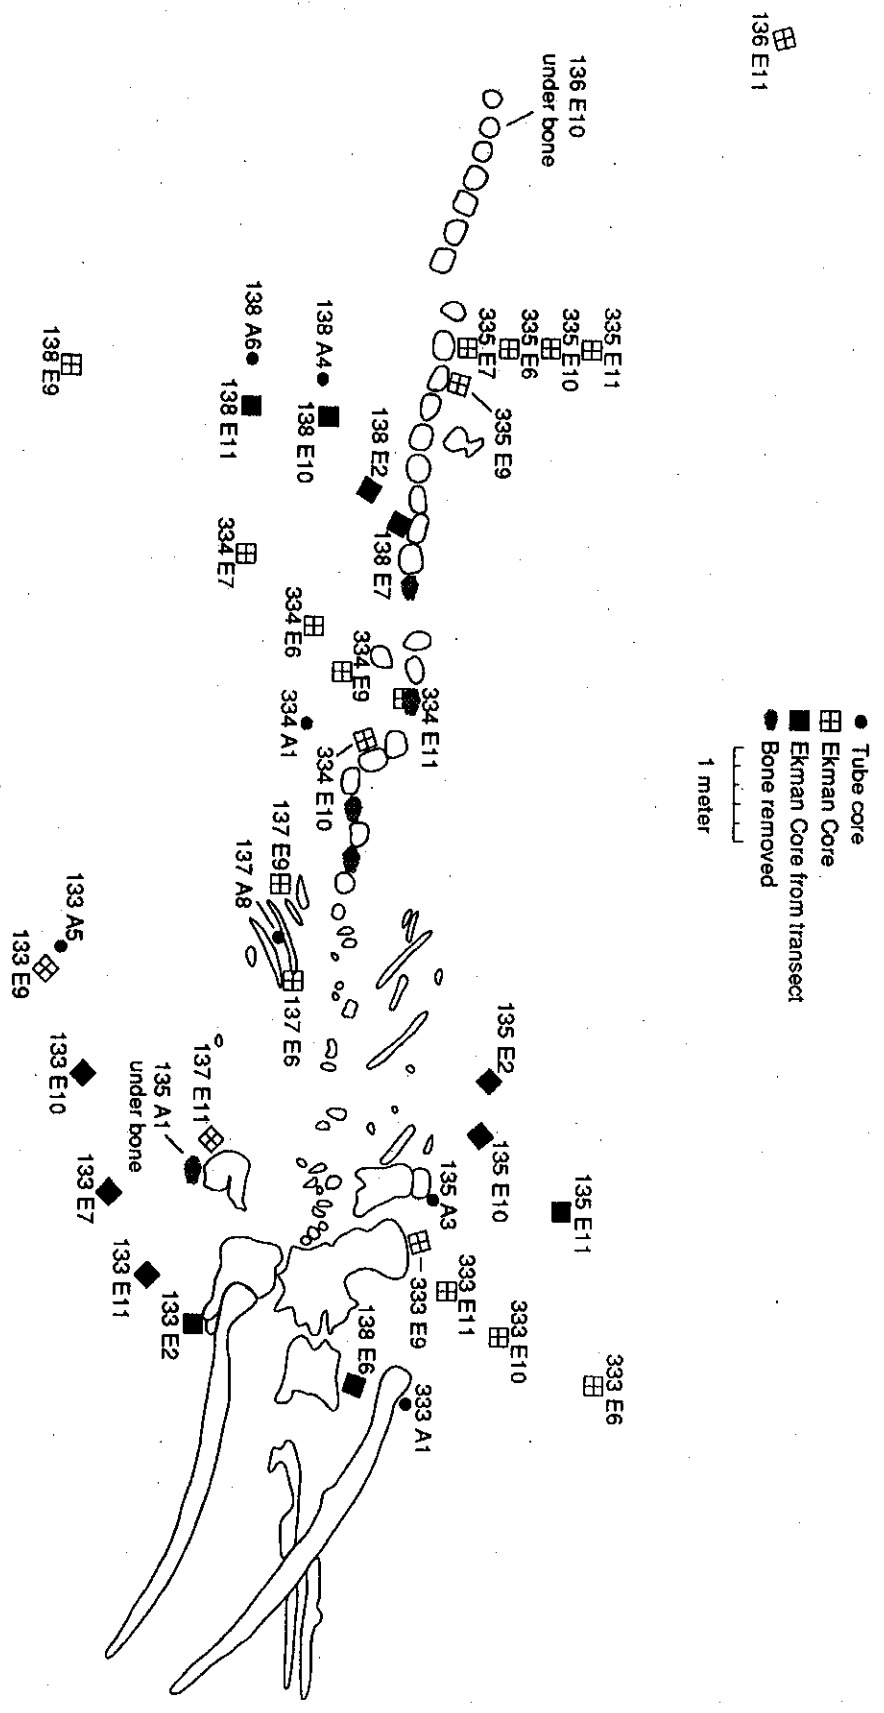 136 E11
136 E10
under bone
335 E11
335 E10
335 E6
335 E7
335 E9
138 A4
138 A6
138 E9
138 E11
138 E10
138 E2
138 E7
334 E7
334 E6
334 E9
334 E11
334 A1
334 E10
Tube core
Ekman Core
Ekman Core from transect
Bone removed
1 meter
137 E9
137 A8
137 E6
133 A5
133 E9
133 E10
135 E2
135 E10
135 E11
137 E11
135 A1
under bone
135 A3
133 E7
133 E11
133 E2
333 E9
333 E11
333 E10
333 E6
138 E6
333 A1